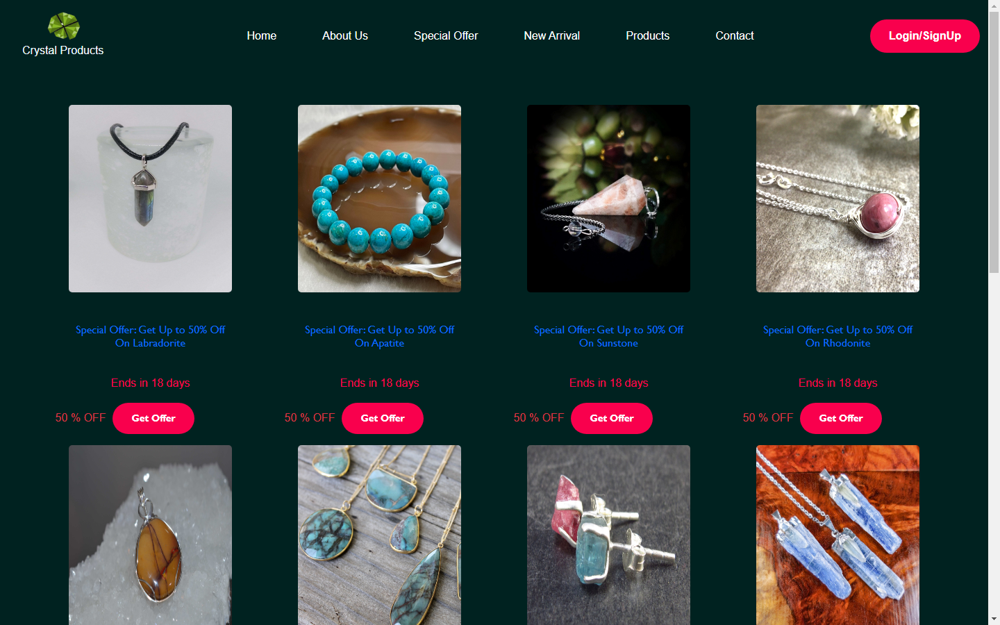 Crystal Products
Home
About Us
Special Offer
New Arrival
Products
Contact
Login/SignUp
Special Offer: Get Up to 50% Off
On Labradorite
Ends in 18 days
50 % OFF
Get Offer
Special Offer: Get Up to 50% Off
On Apatite
Ends in 18 days
50 % OFF
Get Offer
Special Offer: Get Up to 50% Off
On Sunstone
Ends in 18 days
50 % OFF
Get Offer
Special Offer: Get Up to 50% Off
On Rhodonite
Ends in 18 days
50 % OFF
Get Offer